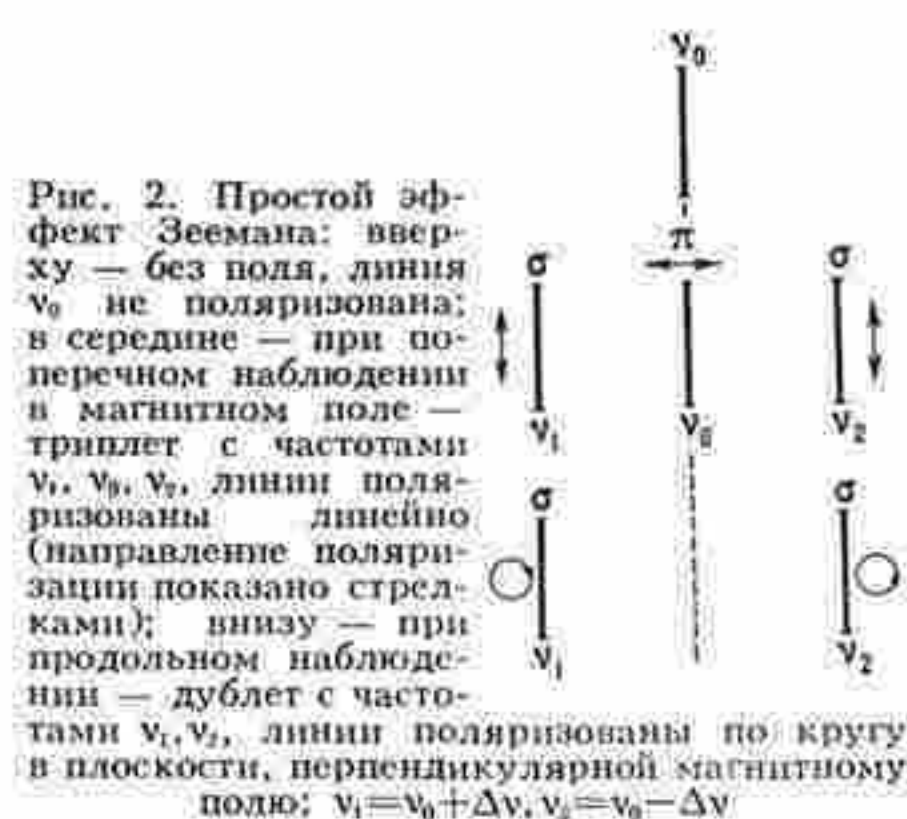 ν₀
π
σ σ
ν₁ ν₀ ν₂
σ σ
ν₁ ν₂
Рис. 2. Простой эф-
фект Зеемана: ввер-
ху — без поля, линия
ν₀ не поляризована;
в середине — при по-
перечном наблюдении
в магнитном поле —
триплет с частотами
ν₁, ν₀, ν₂, линии поля-
ризованы линейно
(направление поляри-
зации показано стрел-
ками); внизу — при
продольном наблюде-
нии — дублет с часто-
тами ν₁, ν₂, линии поляризованы по кругу
в плоскости, перпендикулярной магнитному
полю; ν₁=ν₀+Δν, ν₂=ν₀−Δν